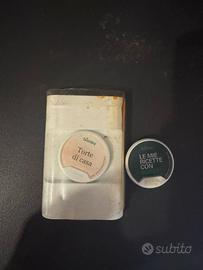 Torte
di casa
LE MIE
RICETTE
CON
subito